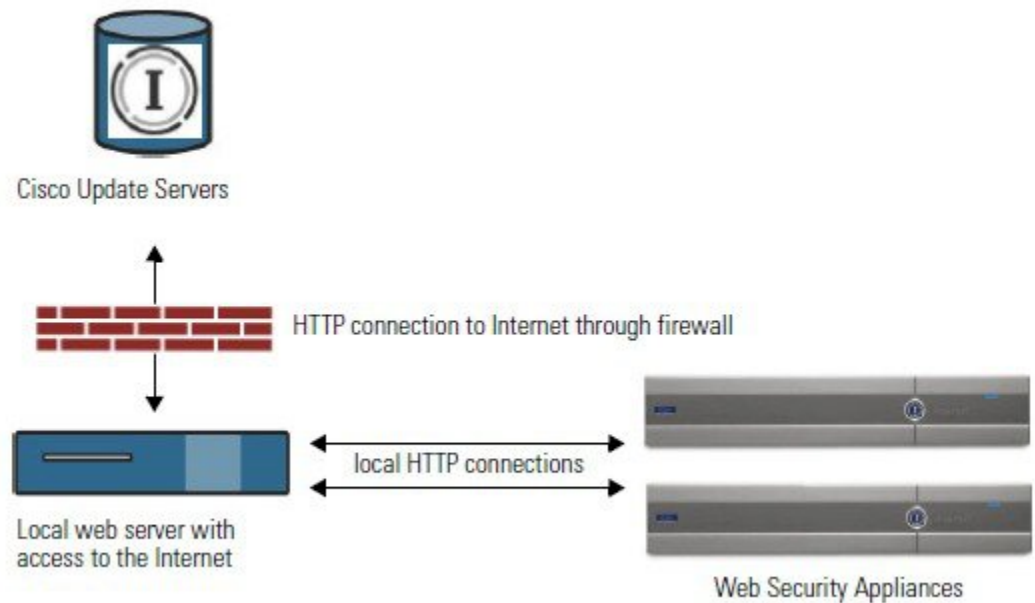 I
Cisco Update Servers
HTTP connection to Internet through firewall
local HTTP connections
Local web server with
access to the Internet
Web Security Appliances